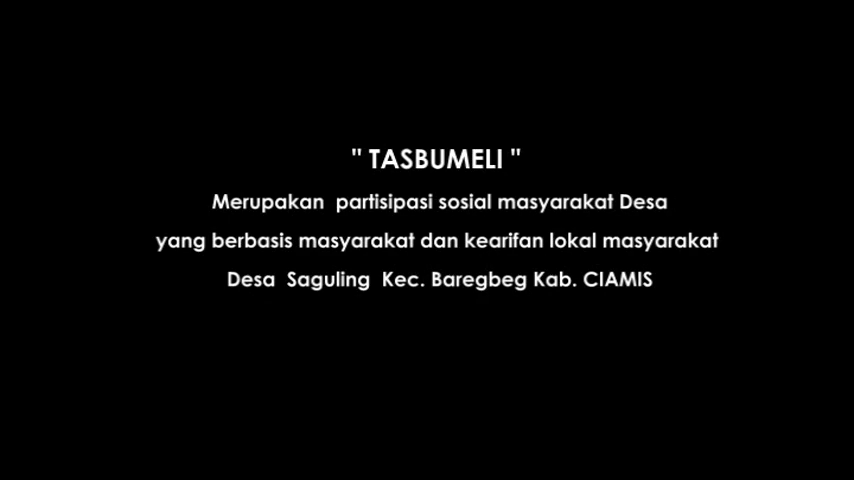 " TASBUMELI "
Merupakan partisipasi sosial masyarakat Desa
yang berbasis masyarakat dan kearifan lokal masyarakat
Desa Saguling Kec. Baregbeg Kab. CIAMIS